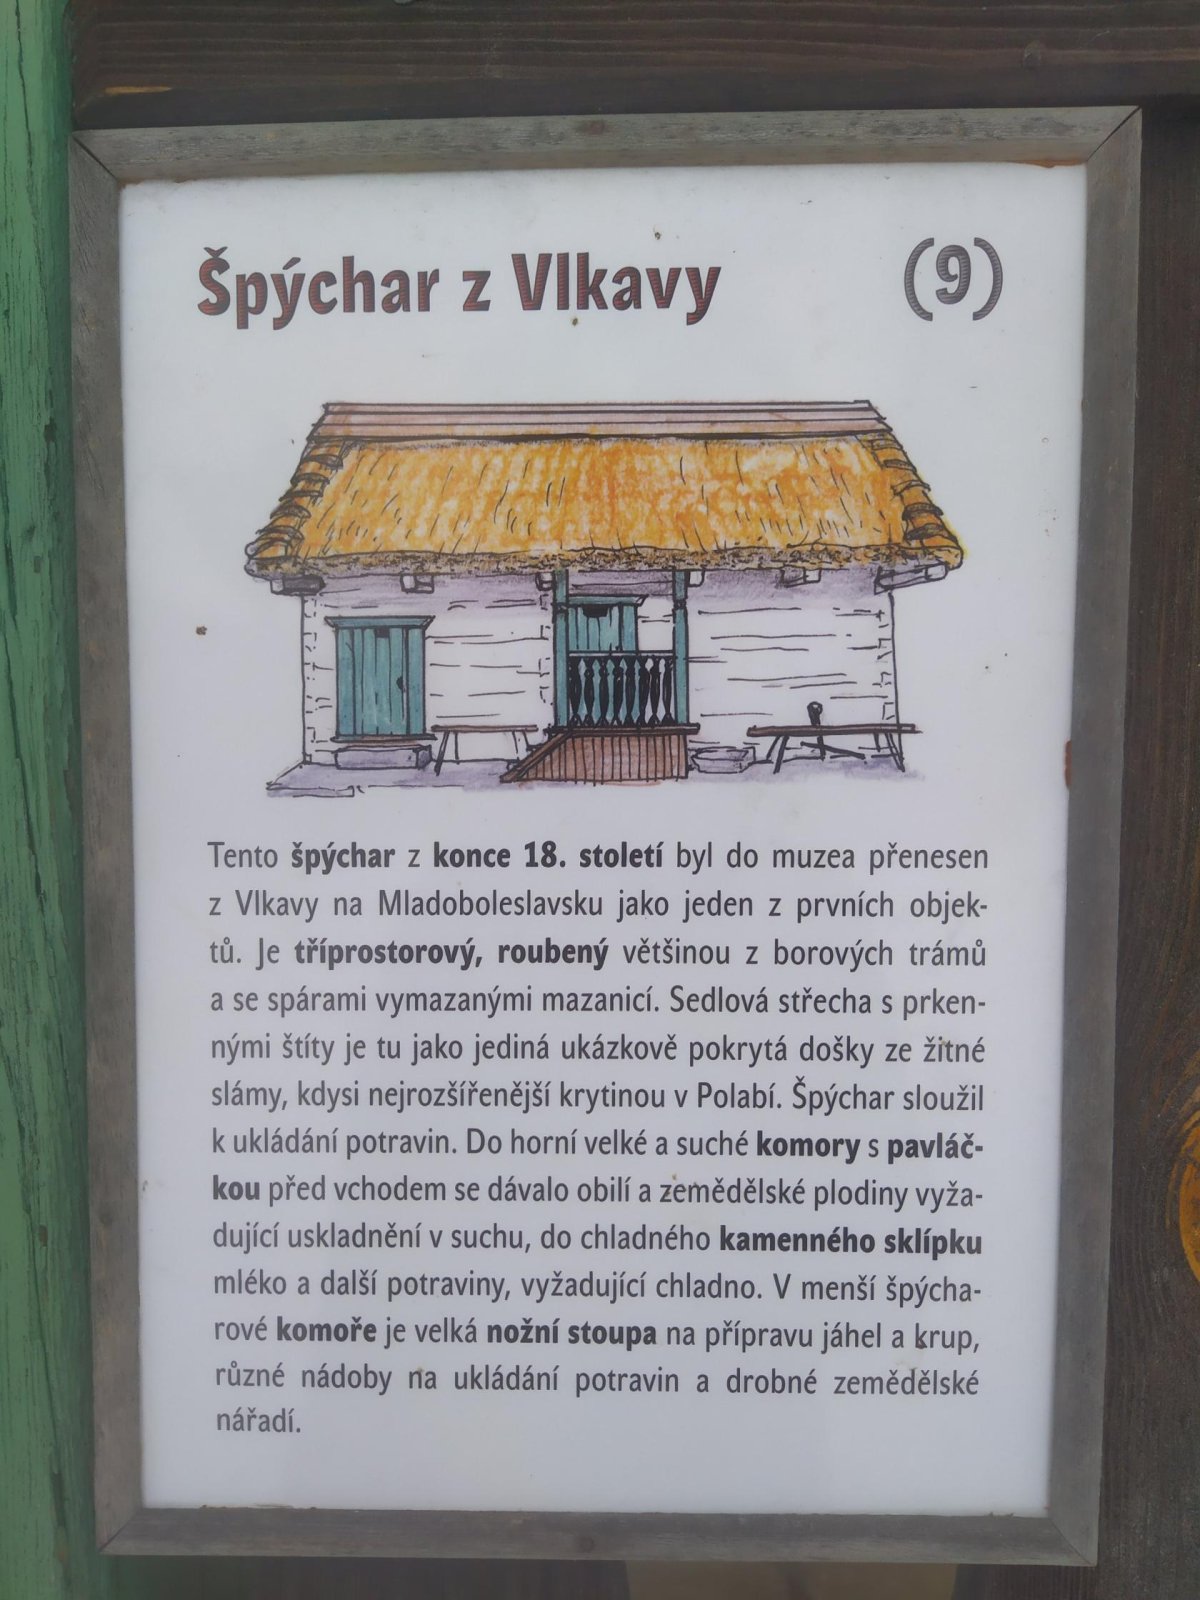 Špýchar z Vlkavy (9)
Tento špýchar z konce 18. století byl do muzea přenesen
z Vlkavy na Mladoboleslavsku jako jeden z prvních objek-
tů. Je tříprostorový, roubený většinou z borových trámů
a se spárami vymazanými mazanicí. Sedlová střecha s prken-
nými štíty je tu jako jediná ukázkově pokrytá došky ze žitné
slámy, kdysi nejrozšířenější krytinou v Polabí. Špýchar sloužil
k ukládání potravin. Do horní velké a suché komory s pavláč-
kou před vchodem se dávalo obilí a zemědělské plodiny vyža-
dující uskladnění v suchu, do chladného kamenného sklípku
mléko a další potraviny, vyžadující chladno. V menší špýcha-
rové komoře je velká nožní stoupa na přípravu jáhel a krup,
různé nádoby na ukládání potravin a drobné zemědělské
nářadí.